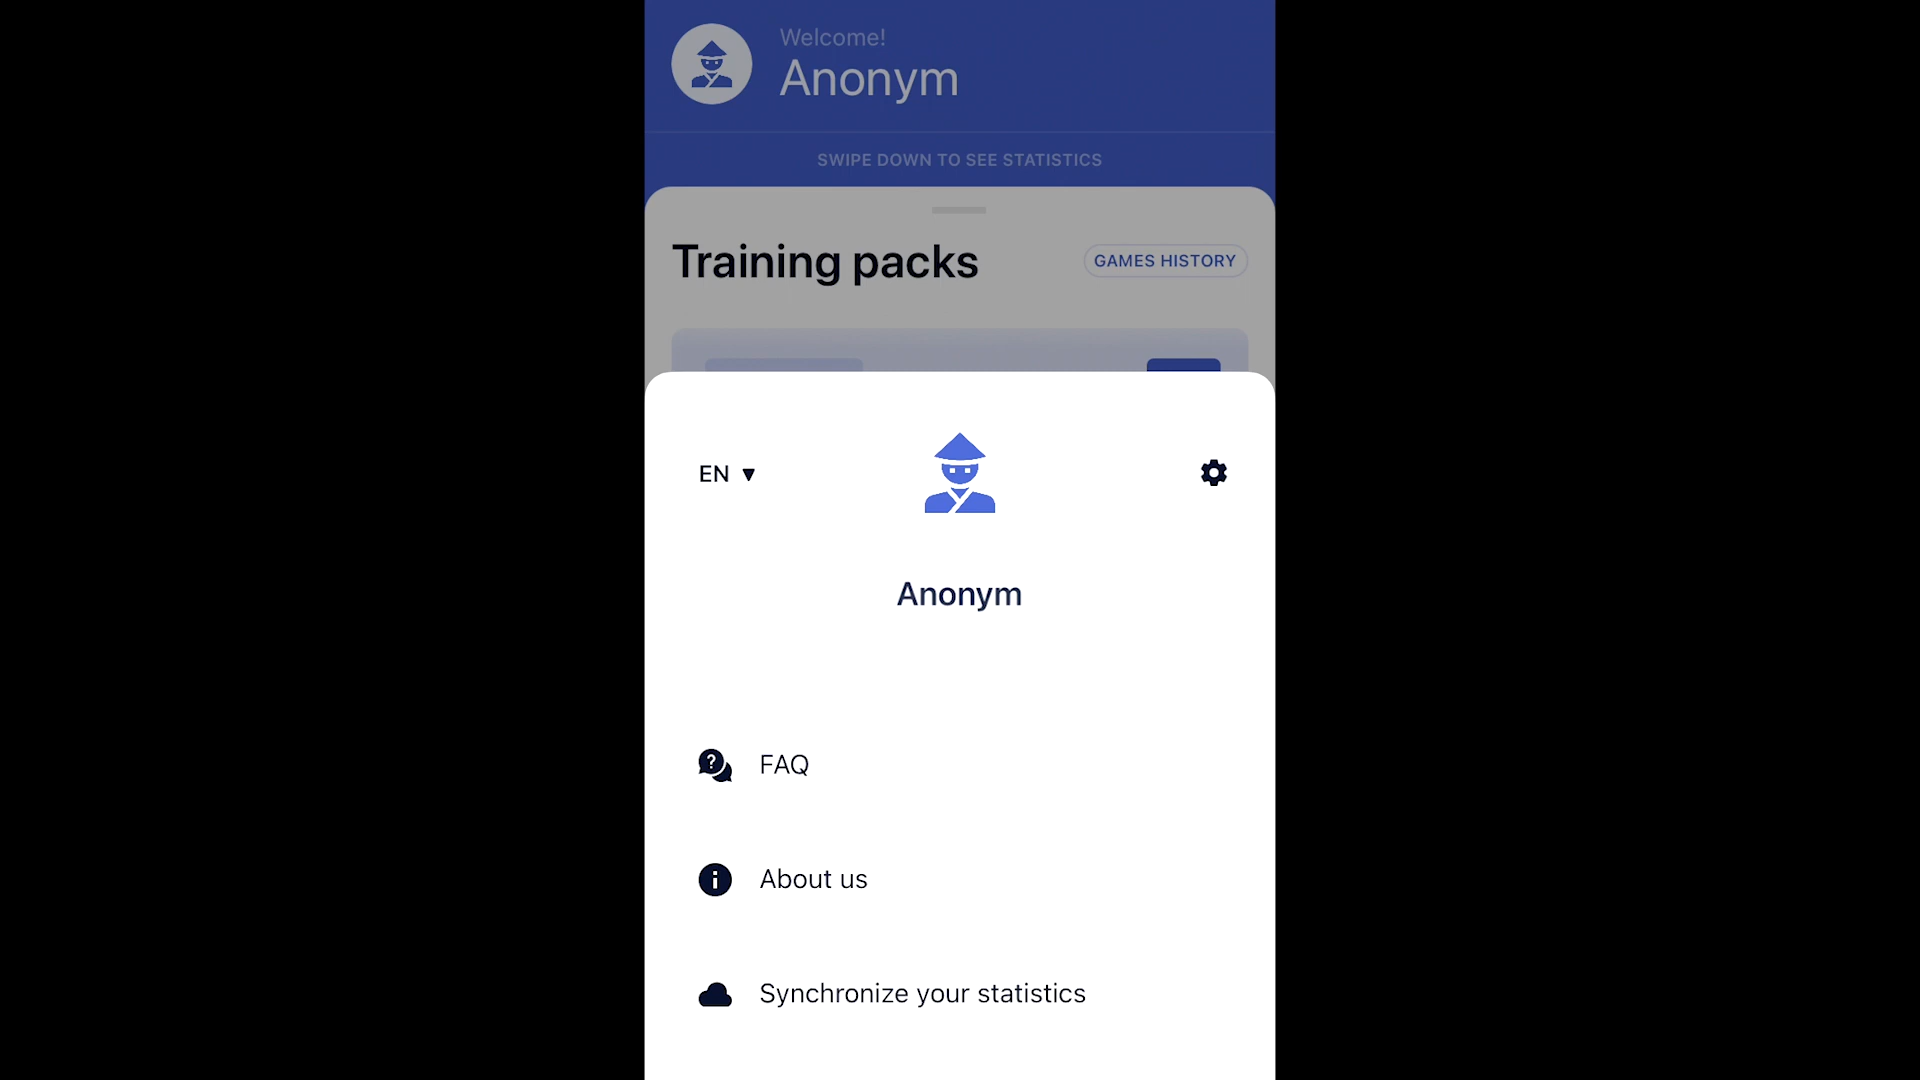 Welcome!
Anonym
SWIPE DOWN TO SEE STATISTICS
Training packs
GAMES HISTORY
EN ▼
Anonym
FAQ
About us
Synchronize your statistics